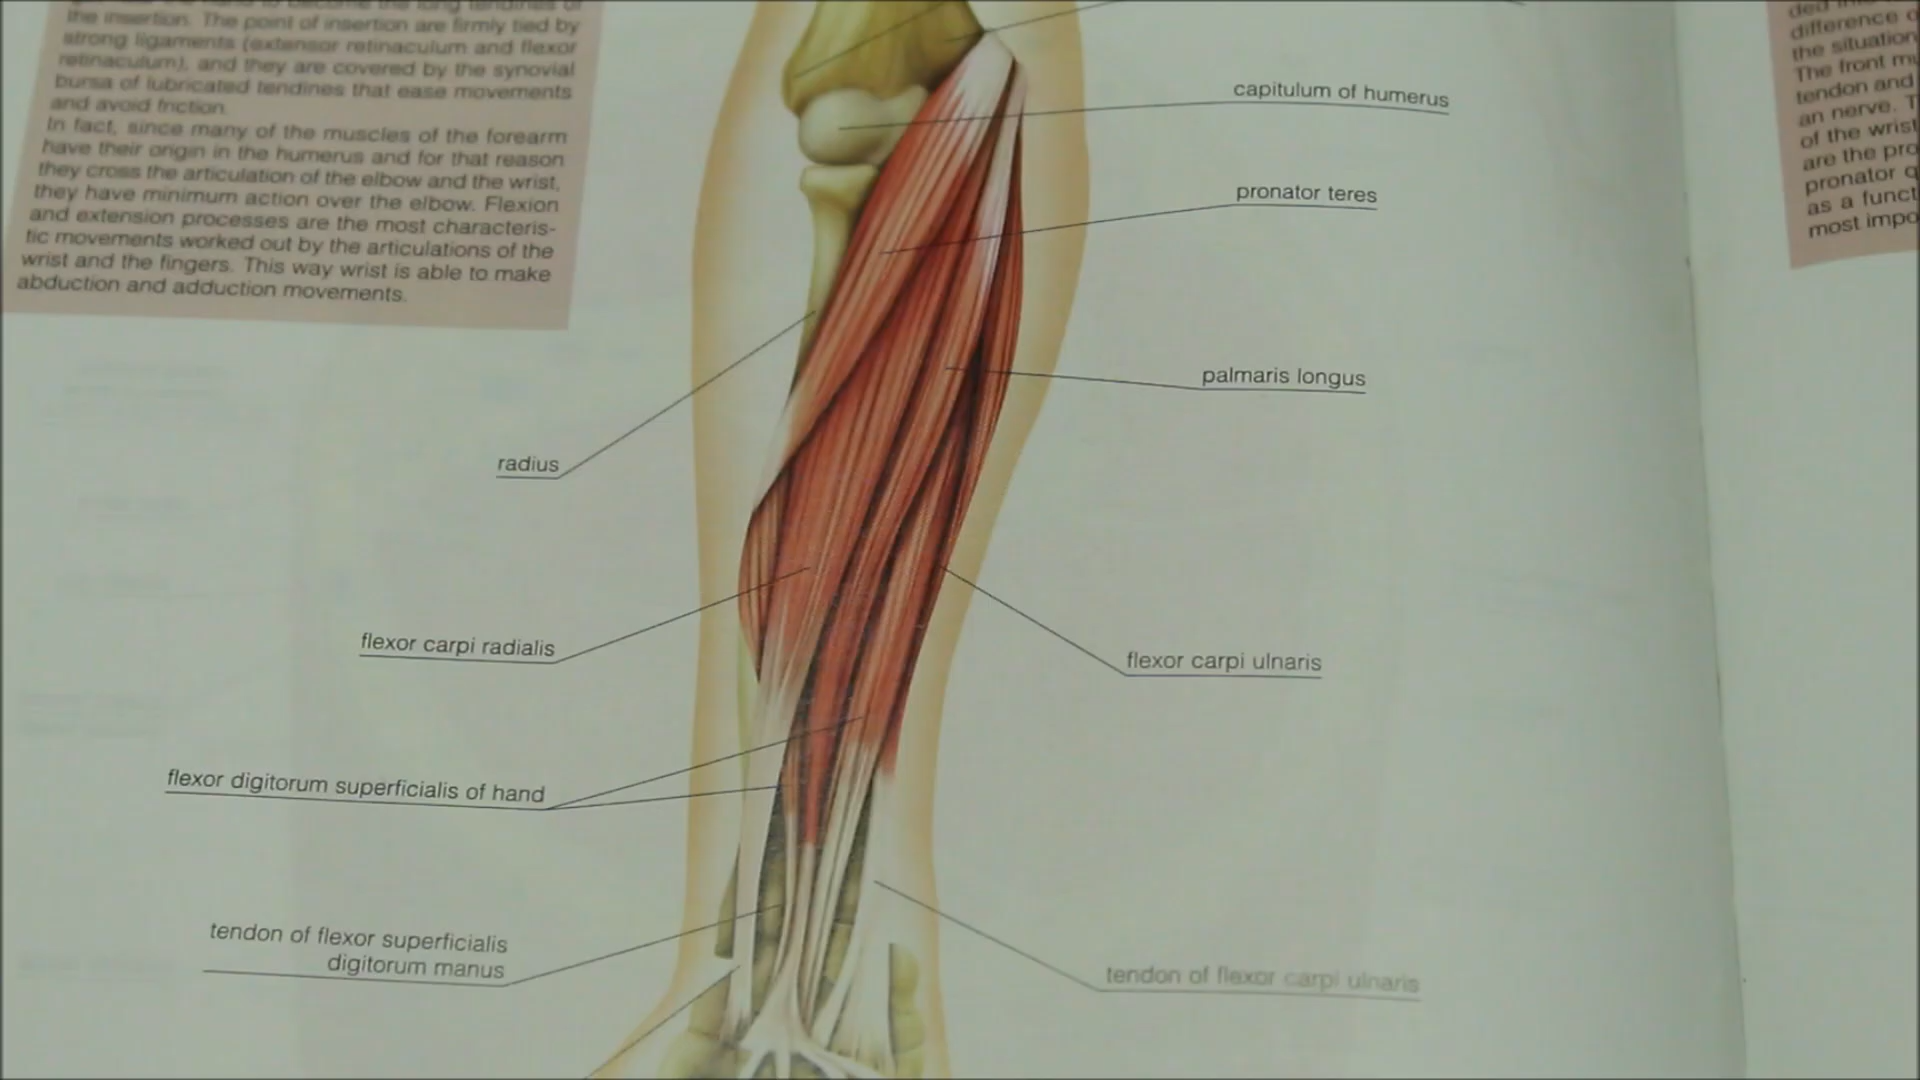 the insertion. The point of insertion are firmly tied by
strong ligaments (extensor retinaculum and flexor
retinaculum), and they are covered by the synovial
bursa of lubricated tendines that ease movements
and avoid friction.
In fact, since many of the muscles of the forearm
have their origin in the humerus and for that reason
they cross the articulation of the elbow and the wrist,
they have minimum action over the elbow. Flexion
and extension processes are the most characteris-
tic movements worked out by the articulations of the
wrist and the fingers. This way wrist is able to make
abduction and adduction movements.
capitulum of humerus
pronator teres
palmaris longus
radius
flexor carpi radialis
flexor carpi ulnaris
flexor digitorum superficialis of hand
tendon of flexor superficialis
digitorum manus
tendon of flexor carpi ulnaris
difference
the situation
The front
tendon and
an nerve.
of the wrist
are the
pronator
as a
most